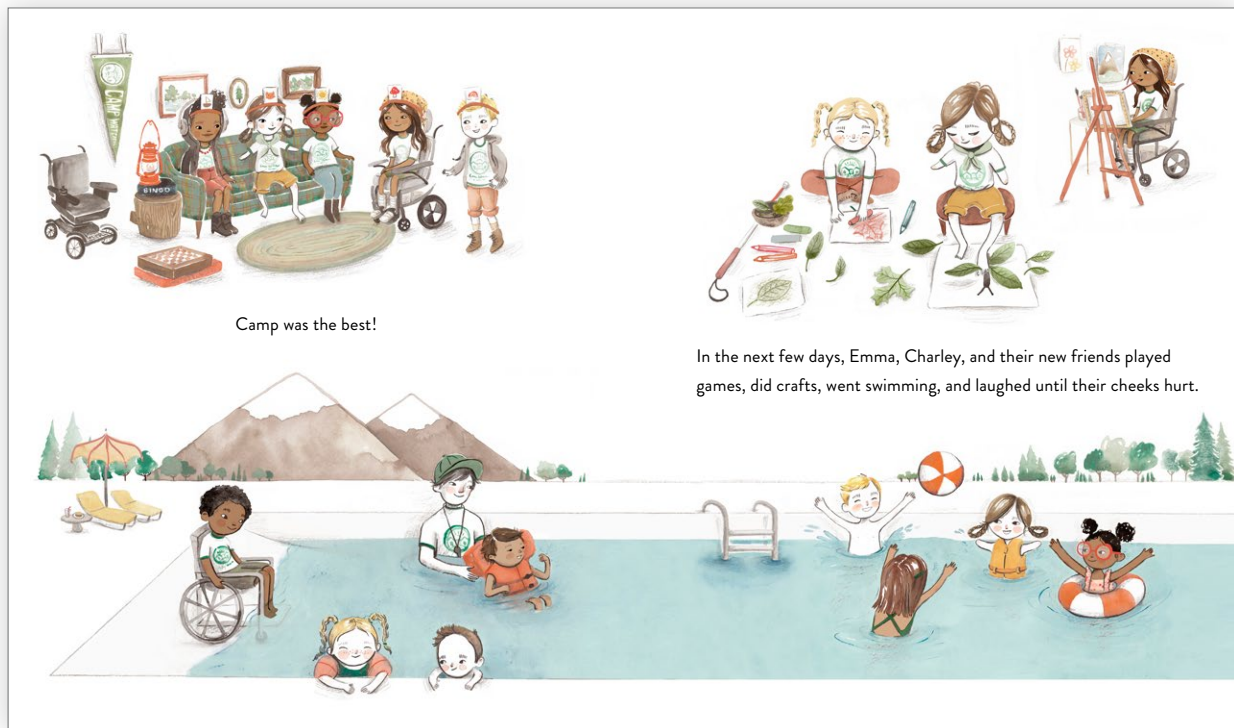 CAMP
BINGO
Camp was the best!
In the next few days, Emma, Charley, and their new friends played
games, did crafts, went swimming, and laughed until their cheeks hurt.